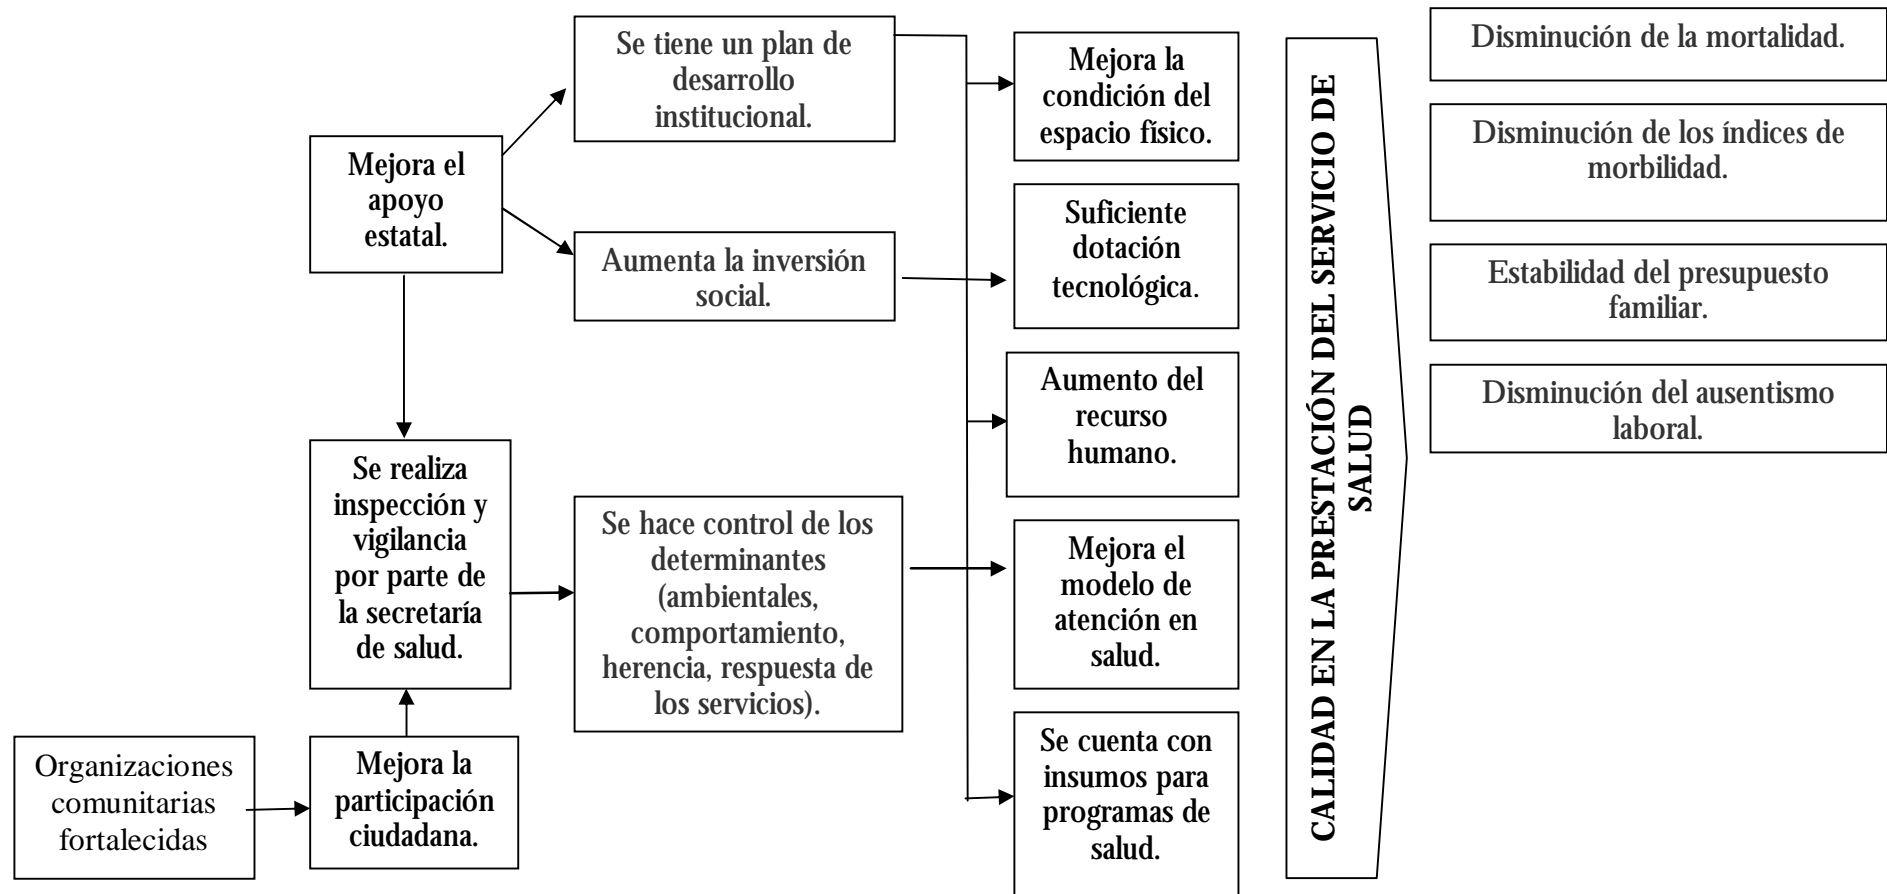 Se tiene un plan de
desarrollo
institucional.
Mejora el
apoyo
estatal.
Aumenta la inversión
social.
Se realiza
inspección y
vigilancia
por parte de
la secretaría
de salud.
Se hace control de los
determinantes
(ambientales,
comportamiento,
herencia, respuesta de
los servicios).
Organizaciones
comunitarias
fortalecidas
Mejora la
participación
ciudadana.
Mejora la
condición del
espacio físico.
Suficiente
dotación
tecnológica.
Aumento del
recurso
humano.
Mejora el
modelo de
atención en
salud.
Se cuenta con
insumos para
programas de
salud.
CALIDAD EN LA PRESTACIÓN DEL SERVICIO DE
SALUD
Disminución de la mortalidad.
Disminución de los índices de
morbilidad.
Estabilidad del presupuesto
familiar.
Disminución del ausentismo
laboral.